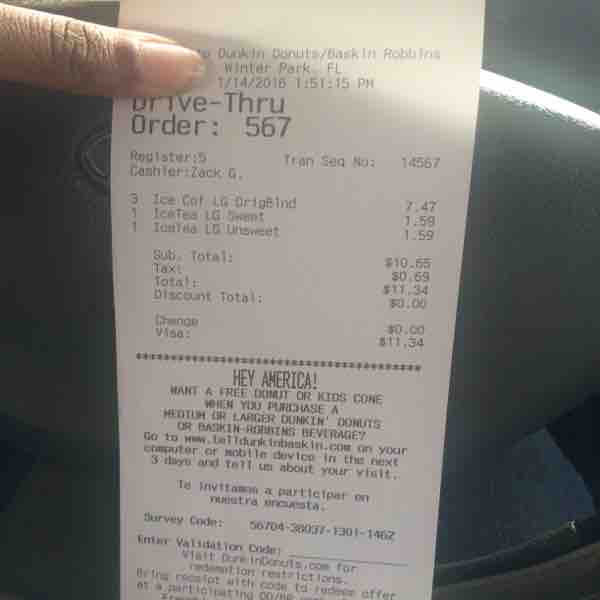 to Dunkin Donuts/Baskin Robbins
Winter Park, FL
1/14/2016 1:51:15 PM
Drive-Thru
Order: 567
Register:5 Tran Seq No: 14567
Cashier:Zack G.
3 Ice Cof LG OrigBlnd 7.47
1 IceTea LG Sweet 1.59
1 IceTea LG Unsweet 1.59
Sub. Total: $10.65
Tax: $0.69
Total: $11.34
Discount Total: $0.00
Change $0.00
Visa: $11.34
HEY AMERICA!
WANT A FREE DONUT OR KIDS CONE
WHEN YOU PURCHASE A
MEDIUM OR LARGER DUNKIN' DONUTS
OR BASKIN-ROBBINS BEVERAGE?
Go to www.telldunkinbaskin.com on your
computer or mobile device in the next
3 days and tell us about your visit.
Te invitamos a participar en
nuestra encuesta.
Survey Code: 56704-38037-1301-1462
Enter Validation Code:
Visit DunkinDonuts.com for
redemption restrictions.
Bring receipt with code to redeem offer
at a participating DD/BR